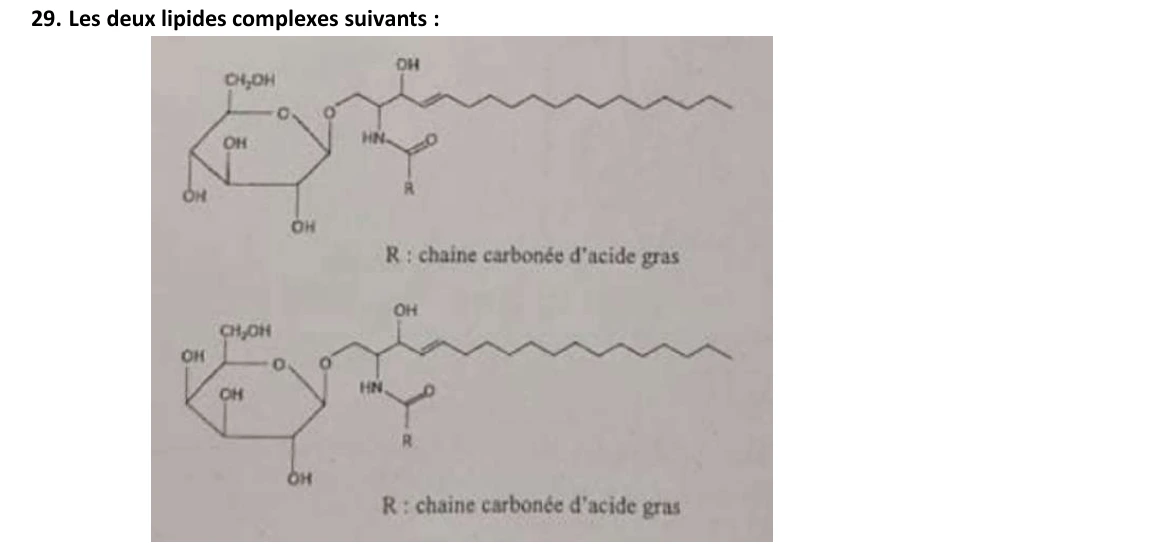 29. Les deux lipides complexes suivants :
OH
CH₂OH
O
O
OH
HN
O
R
OH
OH
R : chaine carbonée d'acide gras
OH
CH₂OH
OH
O
O
OH
HN
O
R
OH
R : chaine carbonée d'acide gras